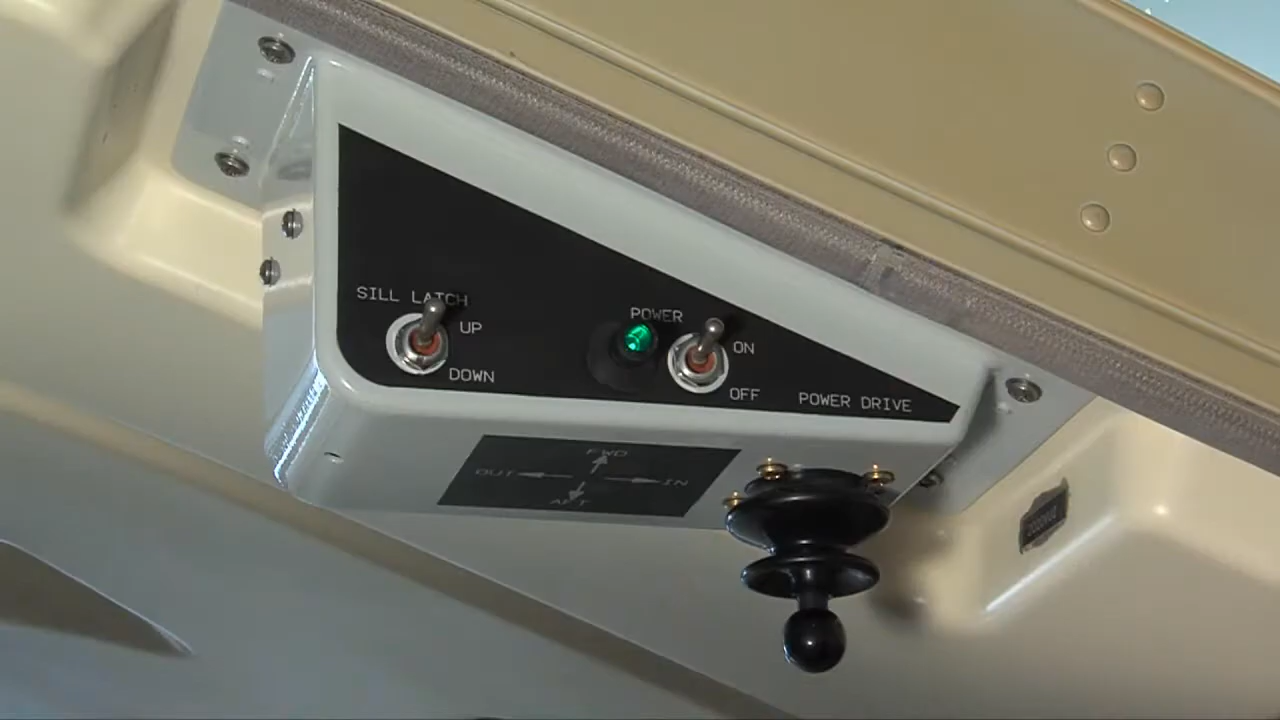 SILL LATCH
UP
DOWN
POWER
ON
OFF
POWER DRIVE
FWD
OUT
IN
AFT